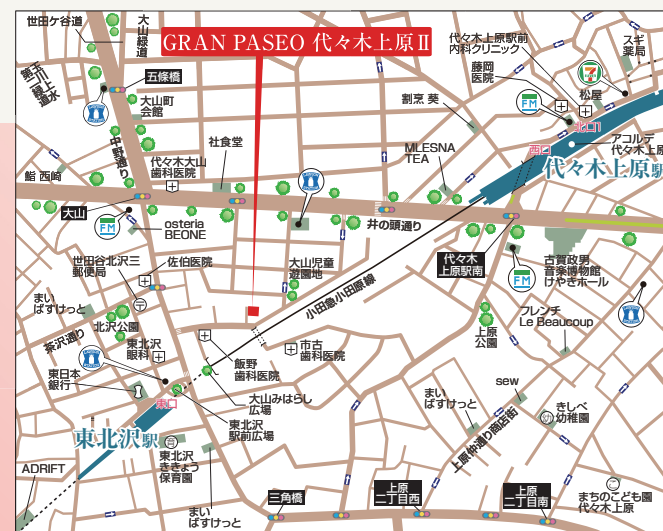 世田ケ谷道
大山
緑道
GRAN PASEO 代々木上原Ⅱ
代々木上原駅前
内科クリニック
スギ
薬局
玉川上水
第二緑道
五條橋
藤岡
医院
松屋
大山町
会館
割烹 葵
FM
北口1
中野通り
社食堂
西口
アコルデ
代々木上原
代々木大山
歯科医院
MLESNA
TEA
代々木上原駅
鮨 西崎
大山
osteria
BEONE
FM
井の頭通り
世田谷北沢三
郵便局
佐伯医院
大山児童
遊園地
代々木
上原駅南
古賀政男
音楽博物館
けやきホール
FM
小田急小田原線
まい
ばすけっと
北沢公園
茶沢通り
東北沢
眼科
飯野
歯科医院
市古
歯科医院
上原
公園
フレンチ
Le Beaucoup
東日本
銀行
大山みはらし
広場
sew
まい
ばすけっと
東口
東北沢
駅前広場
上原仲通り商店街
幼
きしべ
幼稚園
東北沢駅
育
東北沢
ききょう
保育園
ADRIFT
まい
ばすけっと
三角橋
上原
二丁目西
上原
二丁目南
まちのこども園
代々木上原